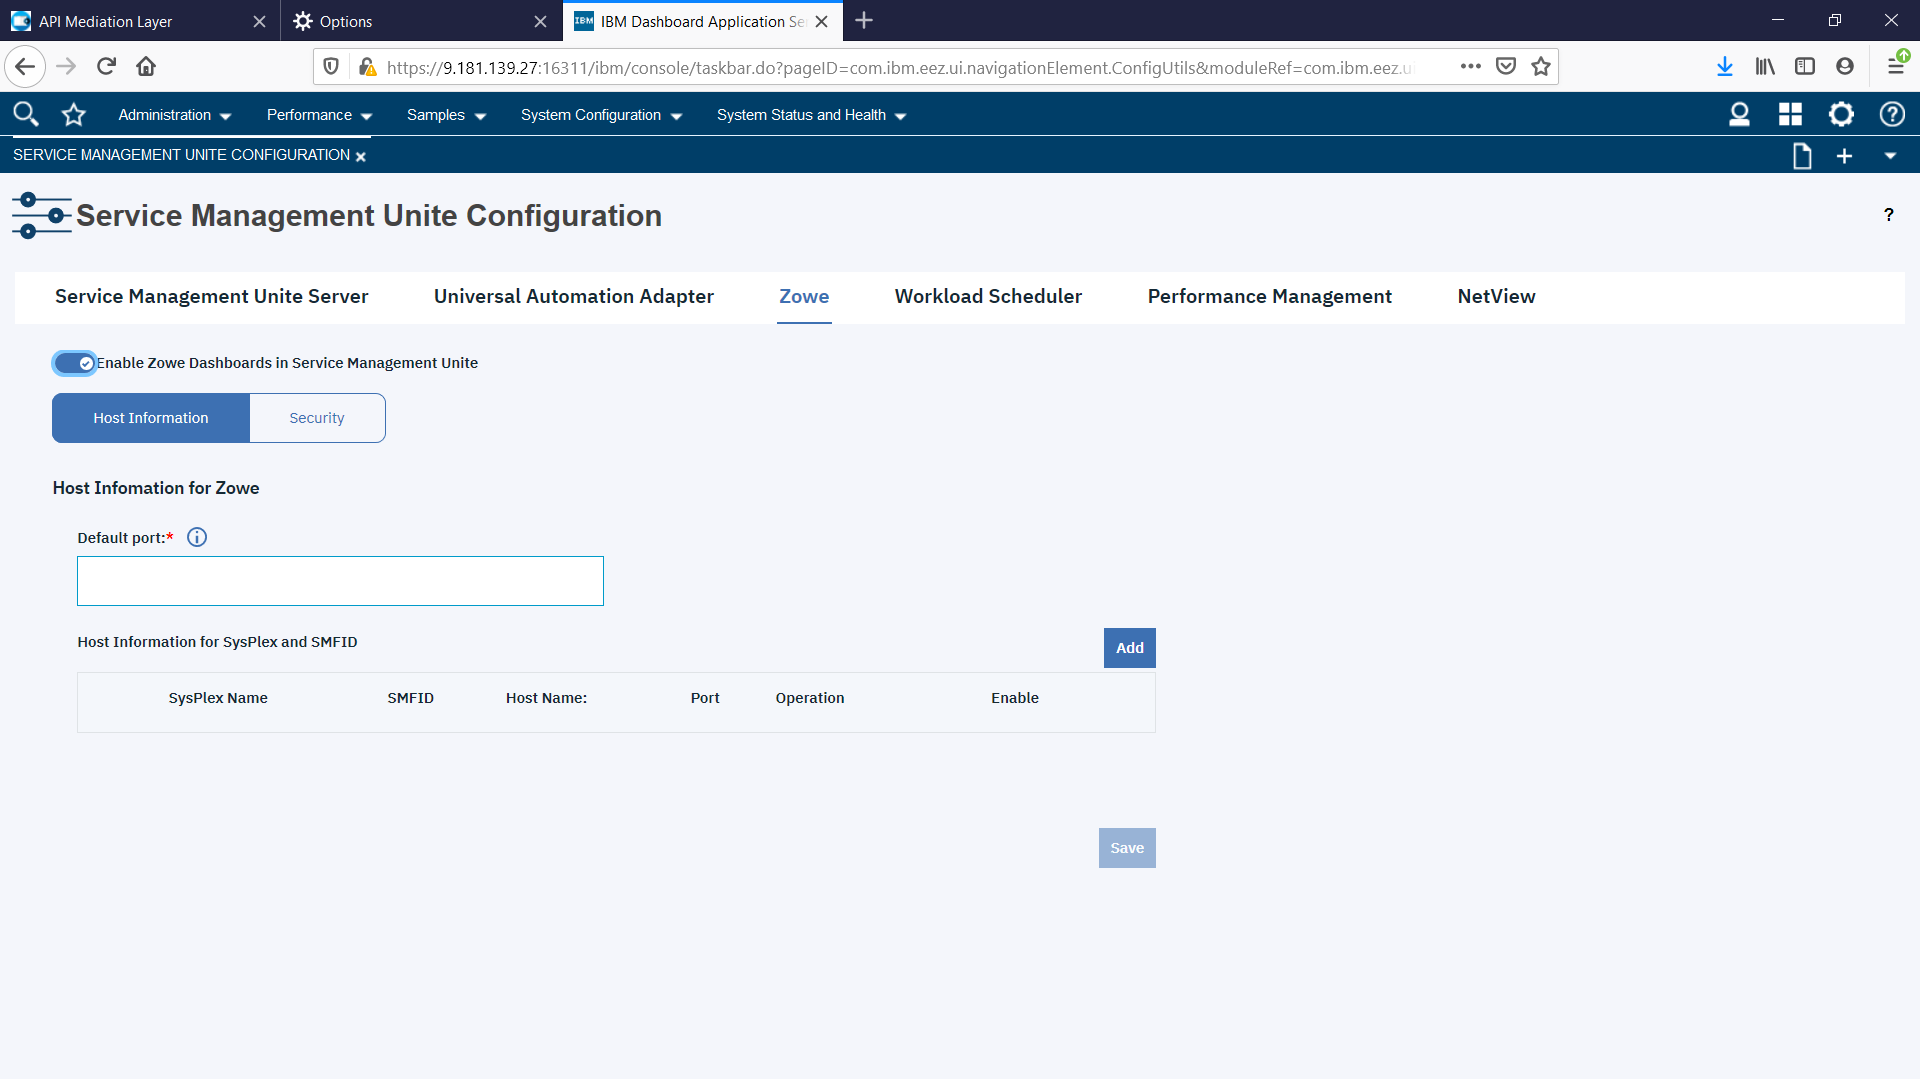 API Mediation Layer
Options
IBM IBM Dashboard Application Se
https://9.181.139.27:16311/ibm/console/taskbar.do?pageID=com.ibm.eez.ui.navigationElement.ConfigUtils&moduleRef=com.ibm.eez.u
Administration Performance Samples System Configuration System Status and Health
SERVICE MANAGEMENT UNITE CONFIGURATION
Service Management Unite Configuration
?
Service Management Unite Server Universal Automation Adapter Zowe Workload Scheduler Performance Management NetView
Enable Zowe Dashboards in Service Management Unite
Host Information Security
Host Infomation for Zowe
Default port:*
Host Information for SysPlex and SMFID
Add
SysPlex Name SMFID Host Name: Port Operation Enable
Save